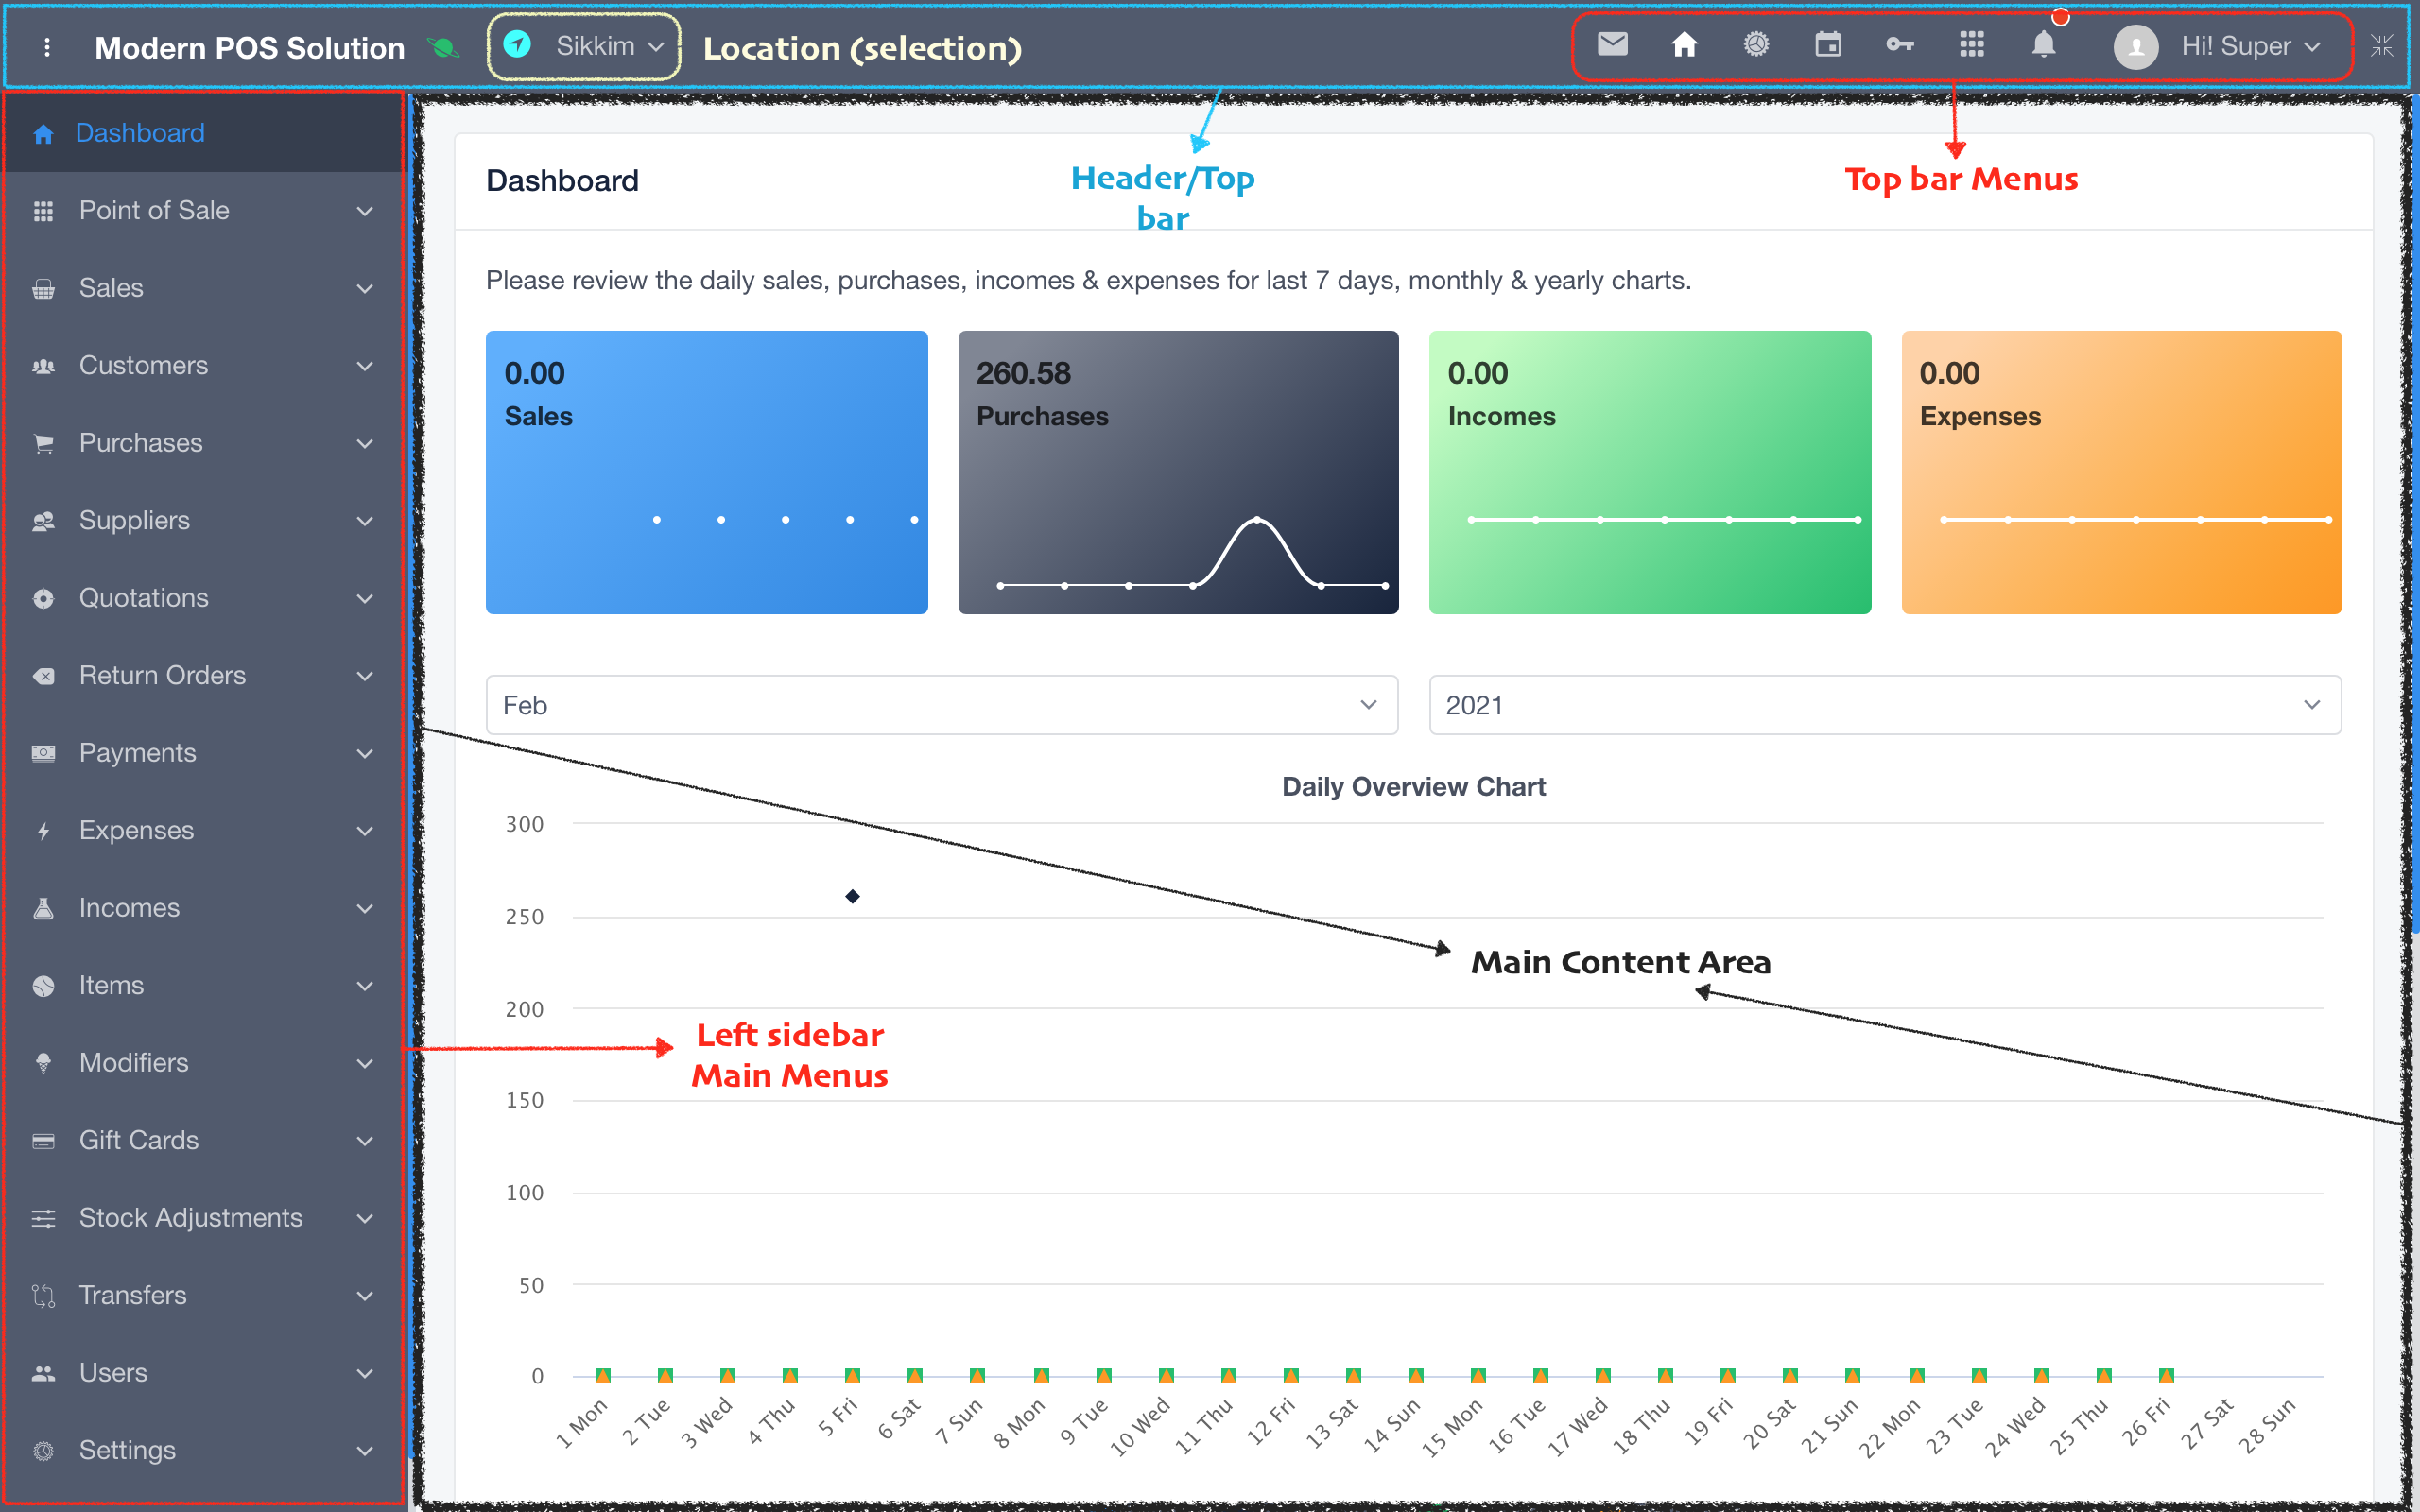 Modern POS Solution
Sikkim
Location (selection)
Hi! Super
Dashboard
Point of Sale
Sales
Customers
Purchases
Suppliers
Quotations
Return Orders
Payments
Expenses
Incomes
Items
Modifiers
Gift Cards
Stock Adjustments
Transfers
Users
Settings
Dashboard
Header/Top
bar
Top bar Menus
Please review the daily sales, purchases, incomes & expenses for last 7 days, monthly & yearly charts.
0.00
Sales
260.58
Purchases
0.00
Incomes
0.00
Expenses
Feb
2021
Daily Overview Chart
300
250
200
150
100
50
0
Main Content Area
Left sidebar
Main Menus
1 Mon
2 Tue
3 Wed
4 Thu
5 Fri
6 Sat
7 Sun
8 Mon
9 Tue
10 Wed
11 Thu
12 Fri
13 Sat
14 Sun
15 Mon
16 Tue
17 Wed
18 Thu
19 Fri
20 Sat
21 Sun
22 Mon
23 Tue
24 Wed
25 Thu
26 Fri
27 Sat
28 Sun